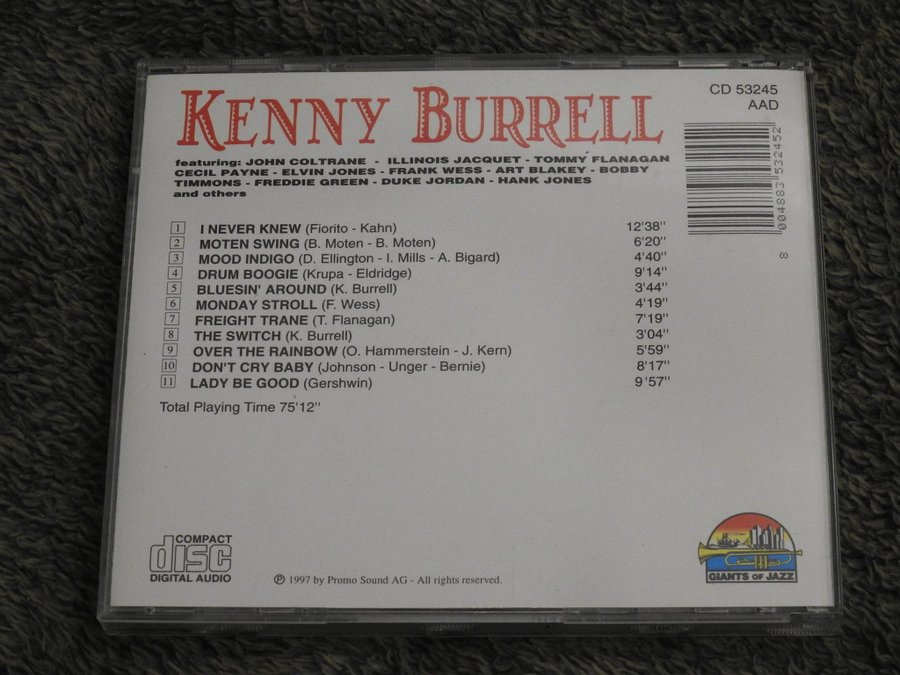 KENNY BURRELL
CD 53245
AAD
featuring: JOHN COLTRANE - ILLINOIS JACQUET - TOMMY FLANAGAN
CECIL PAYNE - ELVIN JONES - FRANK WESS - ART BLAKEY - BOBBY
TIMMONS - FREDDIE GREEN - DUKE JORDAN - HANK JONES
and others
004883 532452
8
1 I NEVER KNEW (Fiorito - Kahn) 12'38"
2 MOTEN SWING (B. Moten - B. Moten) 6'20"
3 MOOD INDIGO (D. Ellington - I. Mills - A. Bigard) 4'40"
4 DRUM BOOGIE (Krupa - Eldridge) 9'14"
5 BLUESIN' AROUND (K. Burrell) 3'44"
6 MONDAY STROLL (F. Wess) 4'19"
7 FREIGHT TRANE (T. Flanagan) 7'19"
8 THE SWITCH (K. Burrell) 3'04"
9 OVER THE RAINBOW (O. Hammerstein - J. Kern) 5'59"
10 DON'T CRY BABY (Johnson - Unger - Bernie) 8'17"
11 LADY BE GOOD (Gershwin) 9'57"
Total Playing Time 75'12"
COMPACT
disc
DIGITAL AUDIO
℗ 1997 by Promo Sound AG - All rights reserved.
GIANTS OF JAZZ